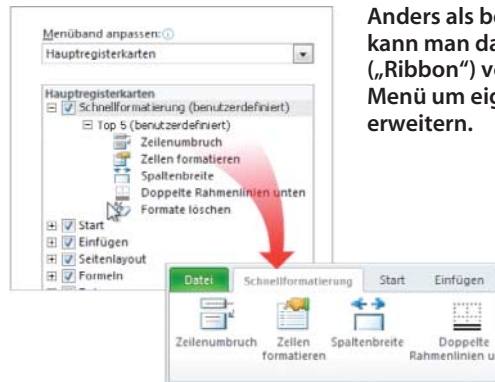 Menüband anpassen:
Hauptregisterkarten
Hauptregisterkarten
Schnellformatierung (benutzerdefiniert)
Top 5 (benutzerdefiniert)
Zeilenumbruch
Zellen formatieren
Spaltenbreite
Doppelte Rahmenlinien unten
Formate löschen
Start
Einfügen
Seitenlayout
Formeln
Anders als be
kann man da
(„Ribbon“) v
Menü um eig
erweitern.
Datei Schnellformatierung Start Einfügen
Zeilenumbruch Zellen formatieren Spaltenbreite Doppelte
Rahmenlinien u